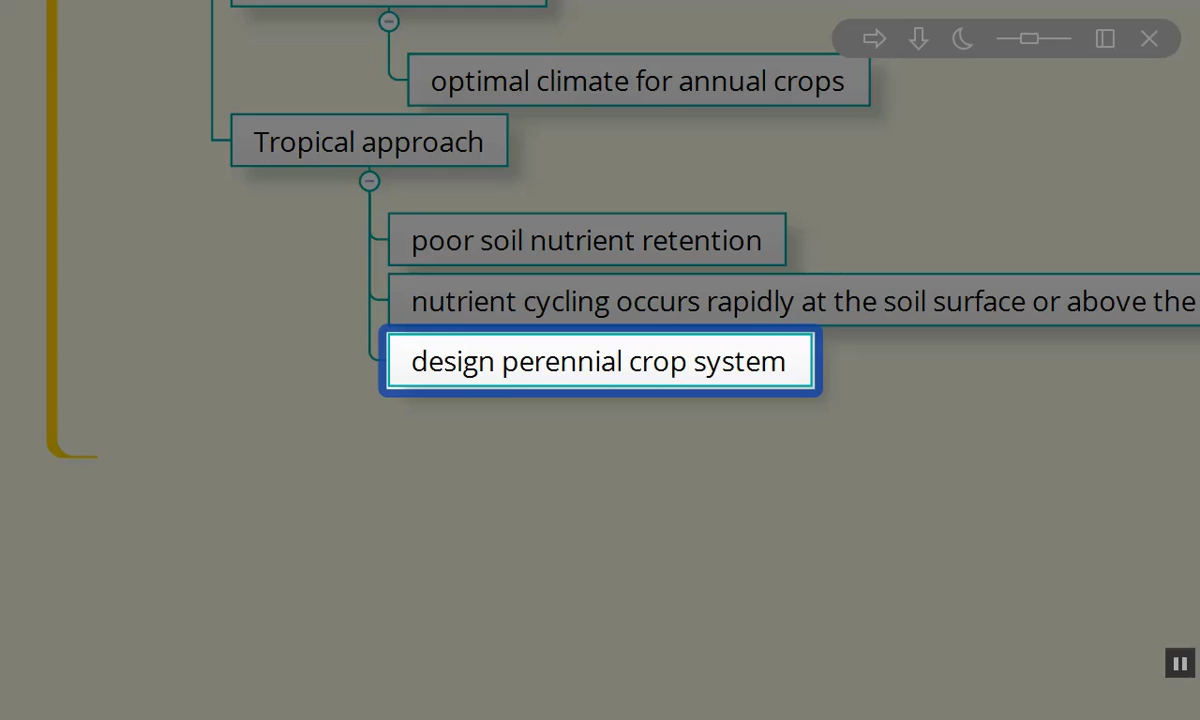 optimal climate for annual crops
Tropical approach
poor soil nutrient retention
nutrient cycling occurs rapidly at the soil surface or above the
design perennial crop system